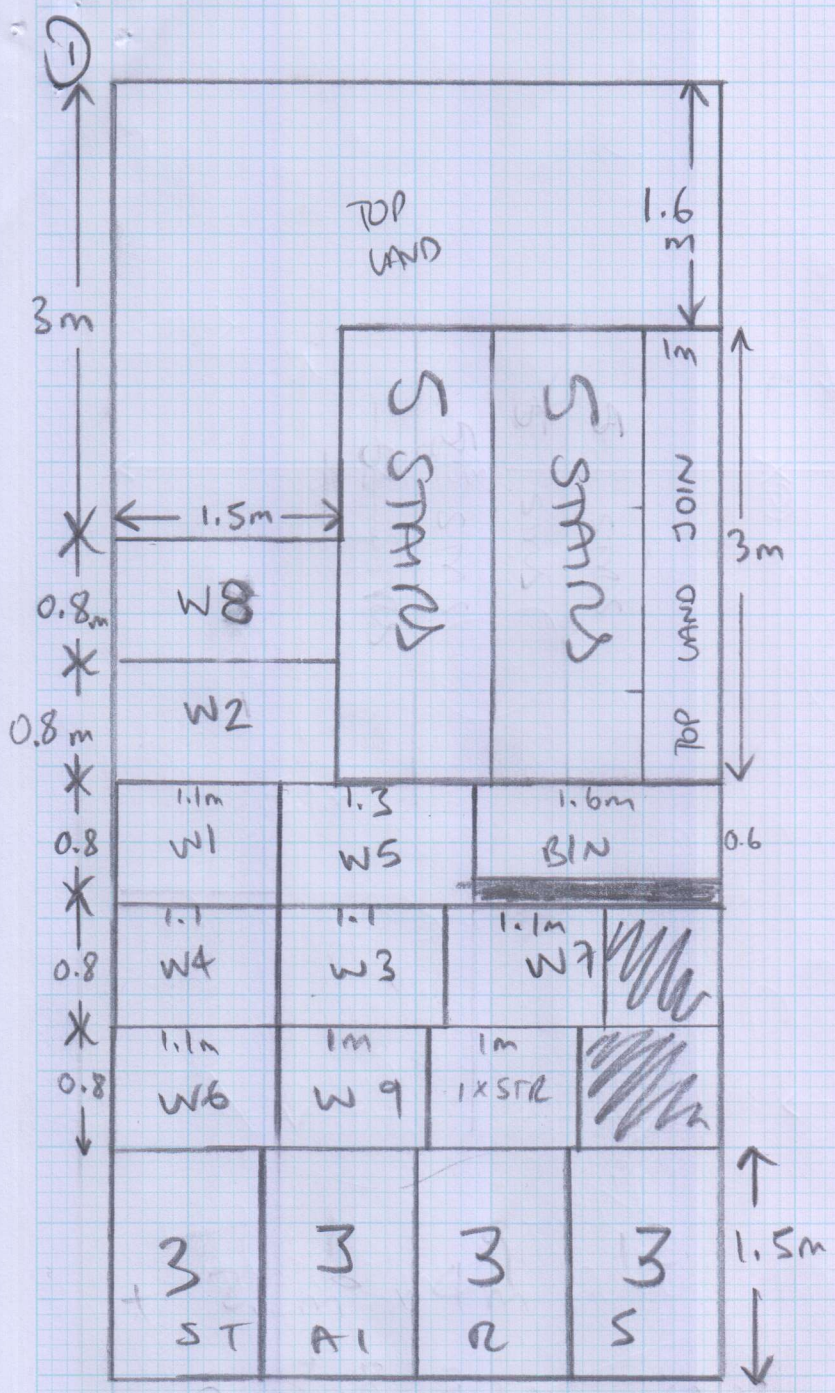 1
TOP
LAND
1.6
m
3m
5 STAIRS
5 STAIRS
1m
TOP LAND JOIN
1.5m
3m
0.8m
W8
0.8m
W2
1.1m
1.3
1.6m
0.8
W1
W5
BIN
0.6
1.1
1.1
1.1m
0.8
W4
W3
W7
1.1m
1m
1m
0.8
W6
W9
1XSTR
3
3
3
3
1.5m
ST
AI
R
S